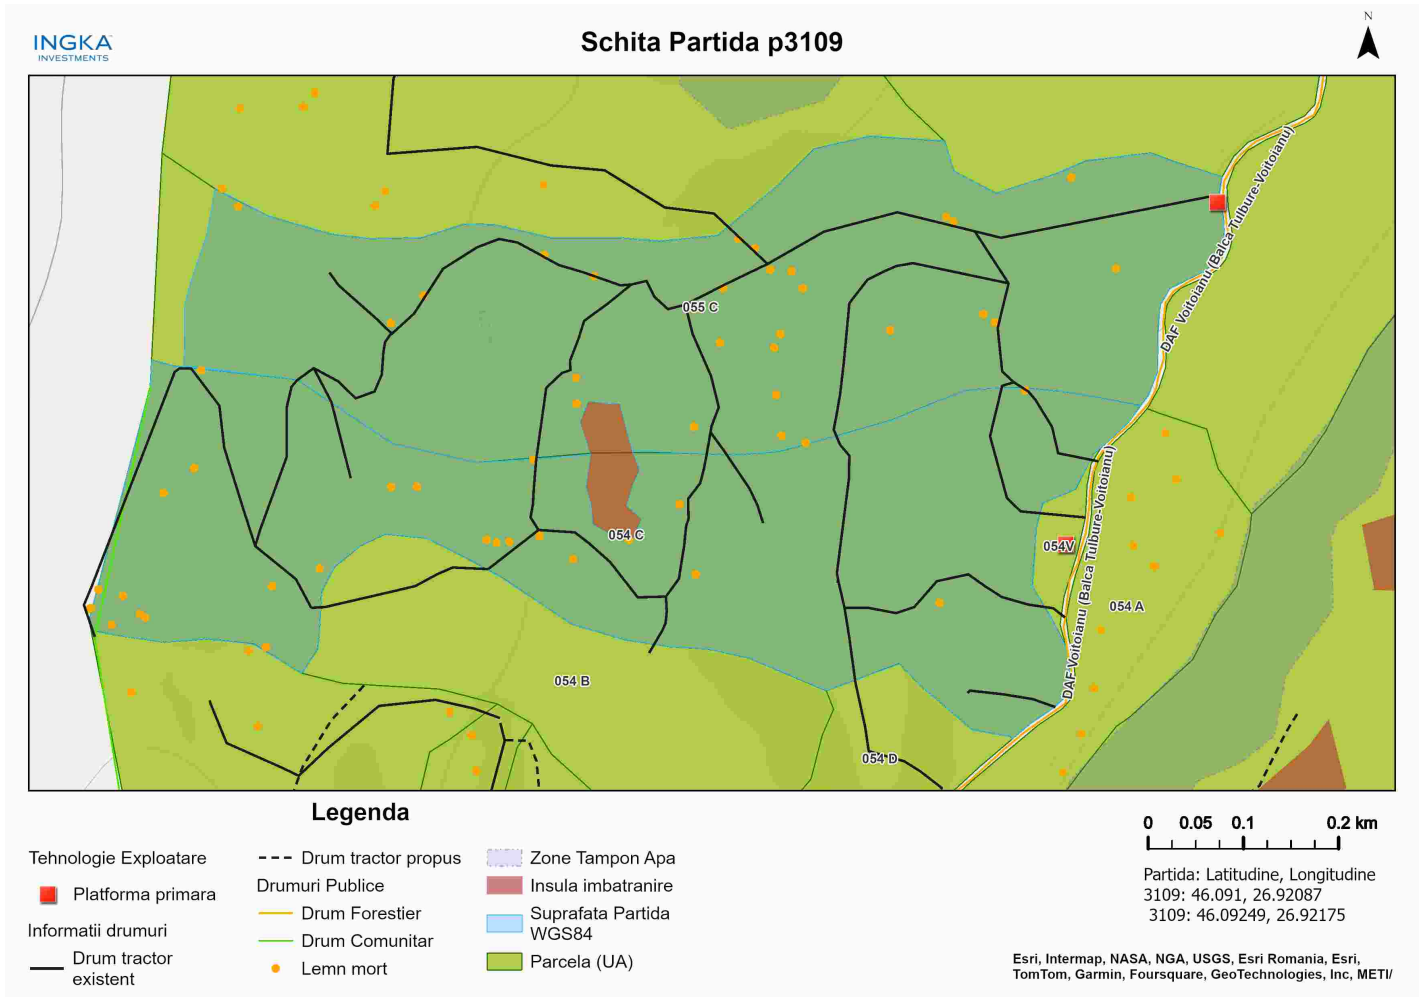 INGKA
INVESTMENTS
Schita Partida p3109
N
DAF Voitoianu (Balca Tulbure-Voitoianu)
055 C
054 C
054V
DAF Voitoianu (Balca Tulbure-Voitoianu)
054 A
054 B
054 D
Legenda
Tehnologie Exploatare
Platforma primara
Informatii drumuri
Drum tractor
existent
Drum tractor propus
Drumuri Publice
Drum Forestier
Drum Comunitar
Lemn mort
Zone Tampon Apa
Insula imbatranire
Suprafata Partida
WGS84
Parcela (UA)
0 0.05 0.1 0.2 km
Partida: Latitudine, Longitudine
3109: 46.091, 26.92087
3109: 46.09249, 26.92175
Esri, Intermap, NASA, NGA, USGS, Esri Romania, Esri,
TomTom, Garmin, Foursquare, GeoTechnologies, Inc, METI/